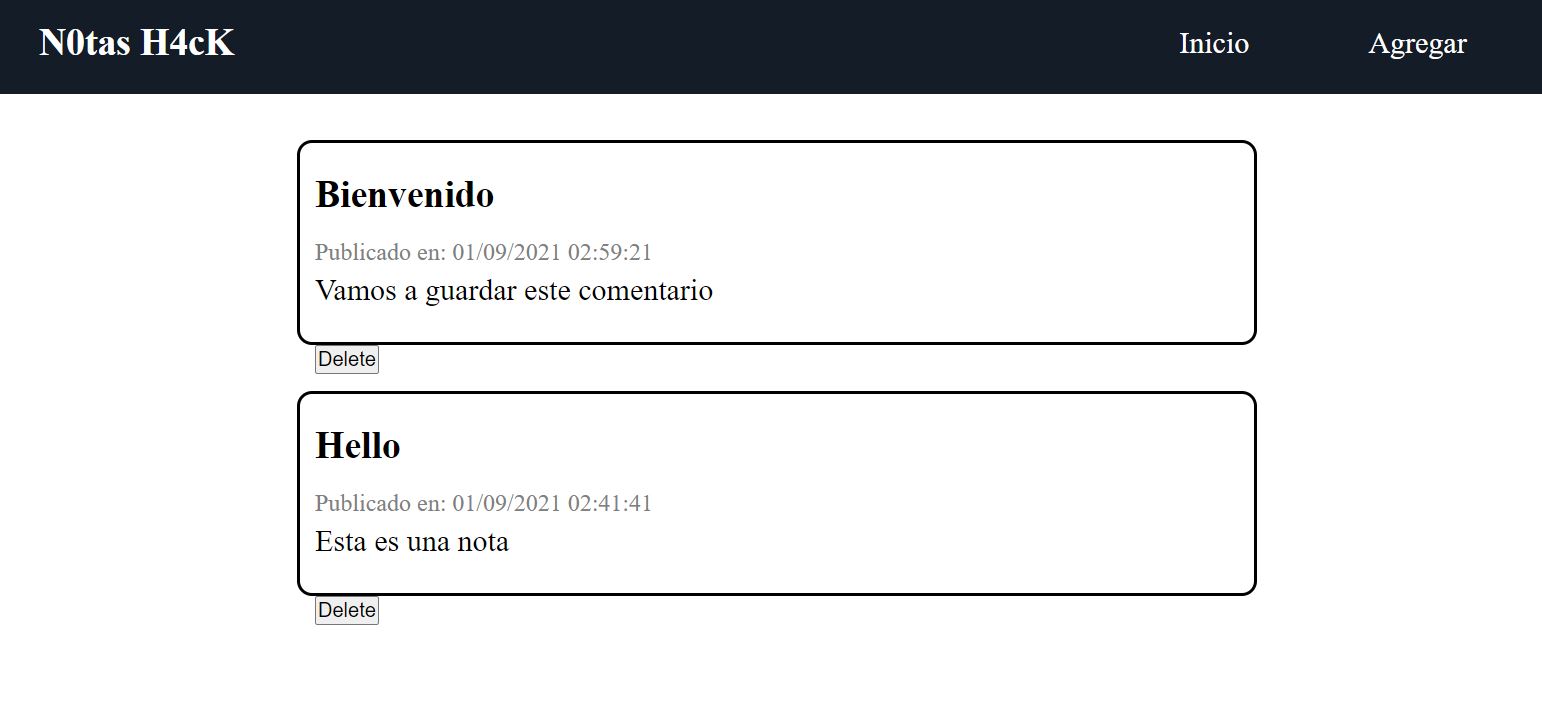 N0tas H4cK
Inicio
Agregar
Bienvenido
Publicado en: 01/09/2021 02:59:21
Vamos a guardar este comentario
Delete
Hello
Publicado en: 01/09/2021 02:41:41
Esta es una nota
Delete